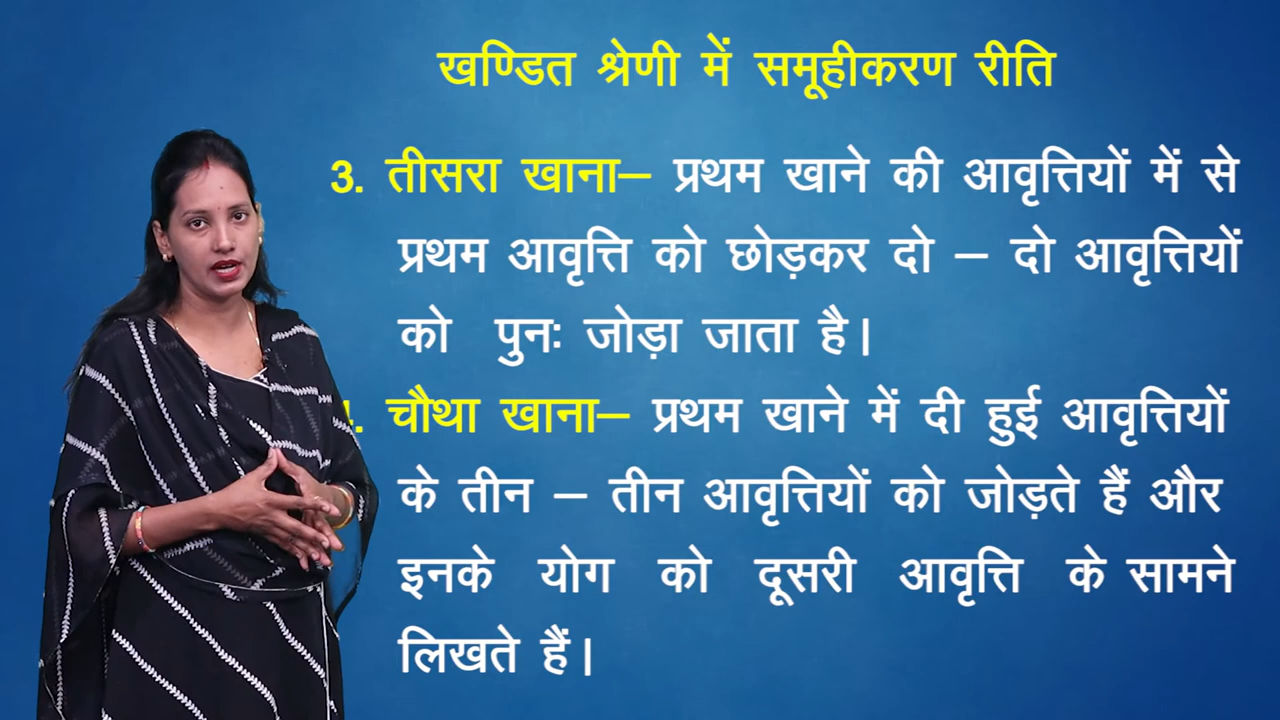 खण्डित श्रेणी में समूहीकरण रीति
3. तीसरा खाना– प्रथम खाने की आवृत्तियों में से
प्रथम आवृत्ति को छोड़कर दो – दो आवृत्तियों
को पुनः जोड़ा जाता है।
4. चौथा खाना– प्रथम खाने में दी हुई आवृत्तियों
के तीन – तीन आवृत्तियों को जोड़ते हैं और
इनके योग को दूसरी आवृत्ति के सामने
लिखते हैं।